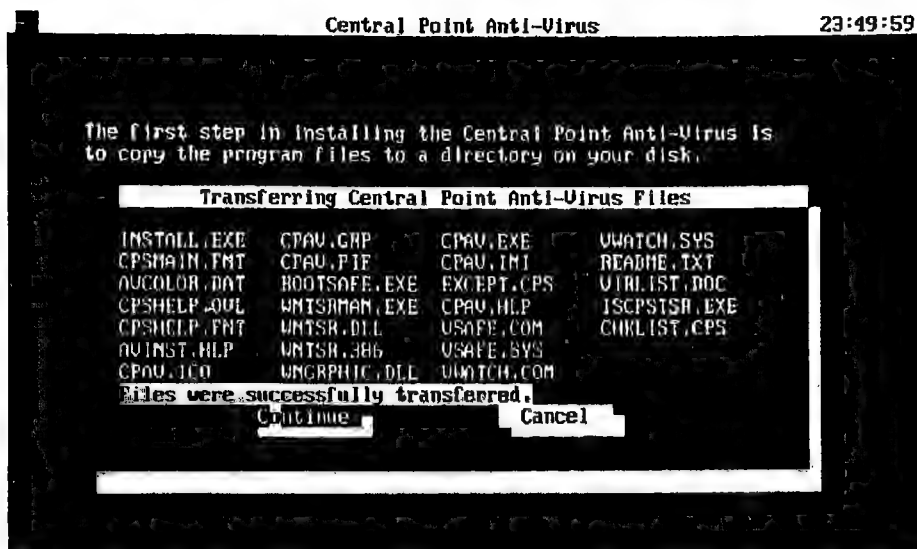 Central Point Anti-Virus 23:49:59
The first step in installing the Central Point Anti-Virus is
to copy the program files to a directory on your disk.
Transferring Central Point Anti-Virus Files
INSTALL.EXE CPAV.GRP CPAV.EXE VWATCH.SYS
CPSMAIN.FNT CPAV.PIF CPAV.INI README.TXT
AVCOLOR.DAT BOOTSAFE.EXE EXCEPT.CPS VIRLIST.DOC
CPSHELP.OVL WNTSRMAN.EXE CPAV.HLP ISCPSTSR.EXE
CPSHELP.FNT WNTSR.DLL VSAFE.COM CHKLIST.CPS
AVINST.HLP WNTSR.386 VSAFE.SYS
CPAV.ICO WNGRPHIC.DLL VWATCH.COM
Files were successfully transferred.
Continue Cancel